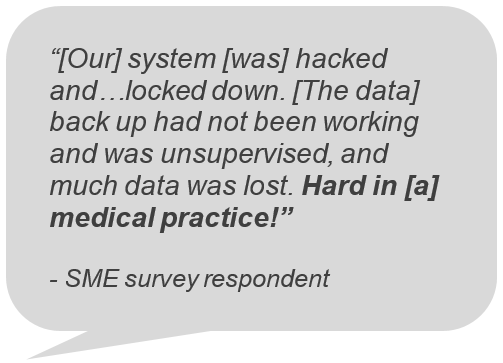 “[Our] system [was] hacked
and…locked down. [The data]
back up had not been working
and was unsupervised, and
much data was lost. Hard in [a]
medical practice!”
- SME survey respondent